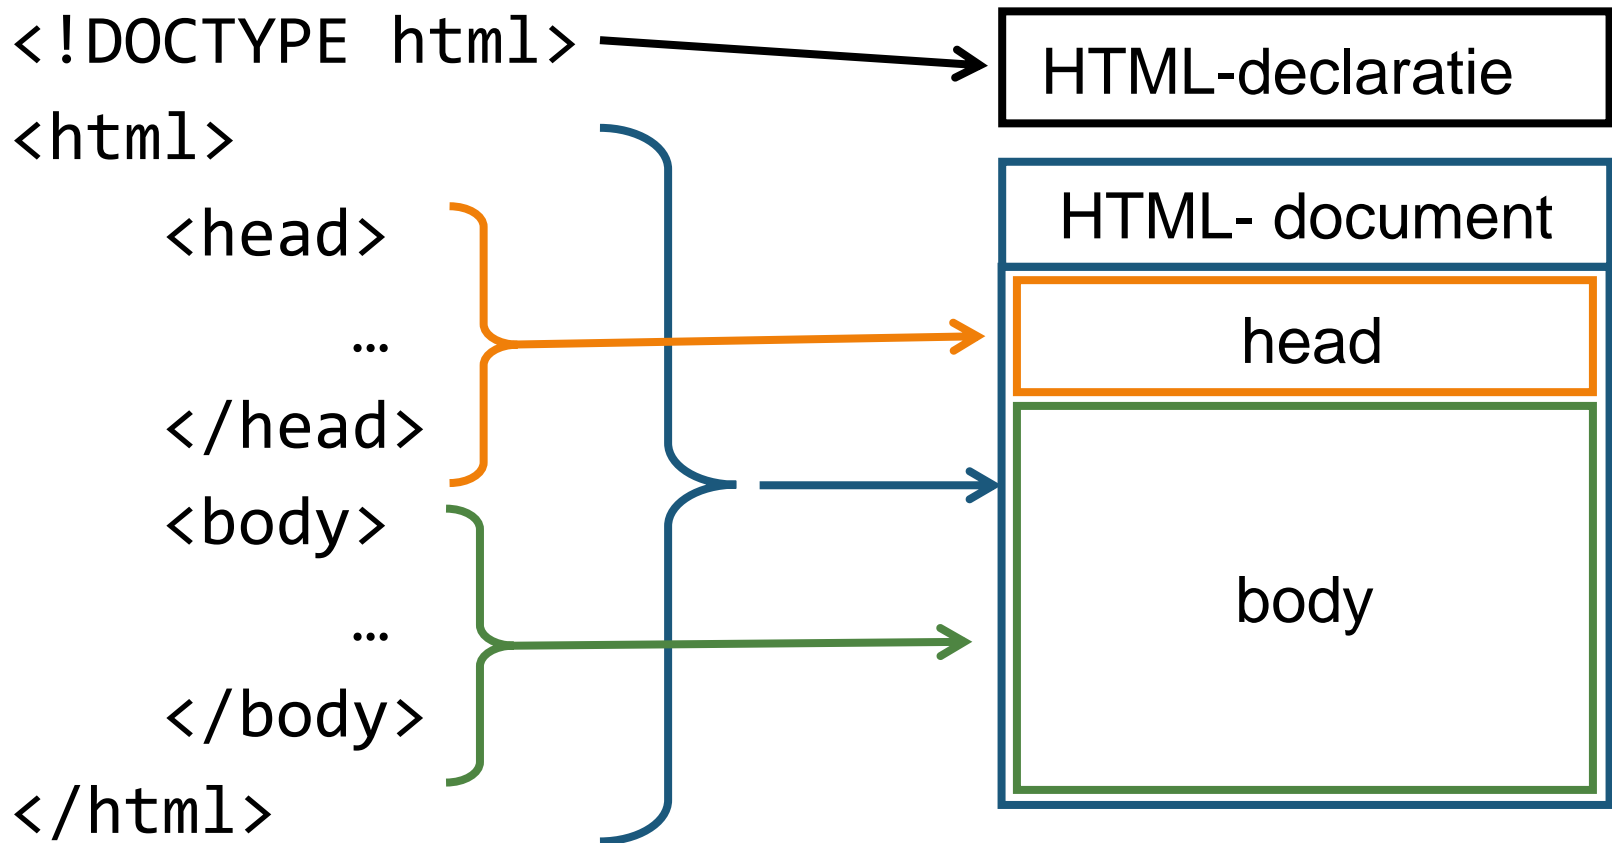 <!DOCTYPE html>
<html>
<head>
…
</head>
<body>
…
</body>
</html>
HTML-declaratie
HTML- document
head
body